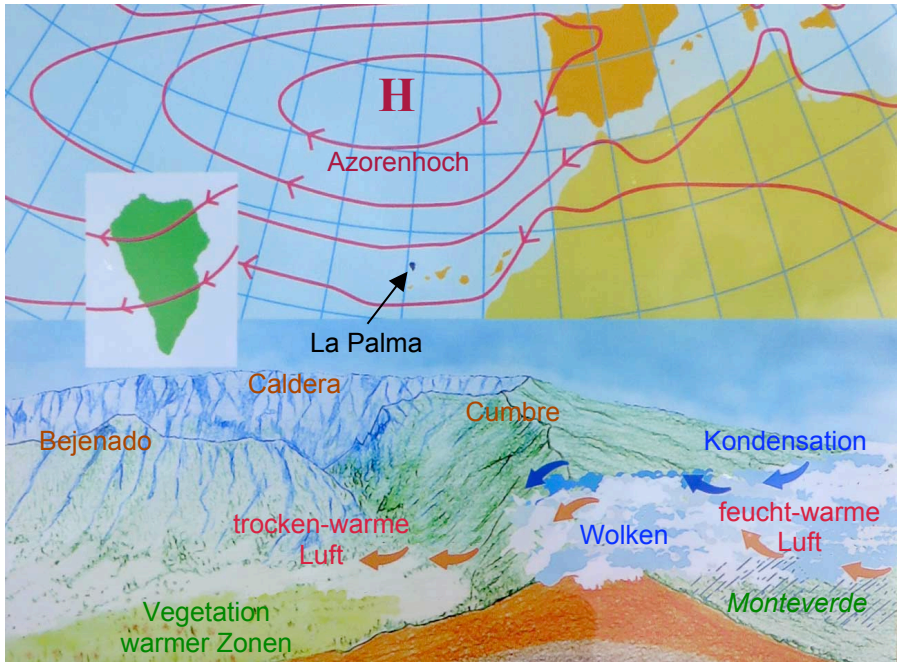 H
Azorenhoch
La Palma
Caldera
Cumbre
Bejenado
Kondensation
trocken-warme
Luft
Wolken
feucht-warme
Luft
Monteverde
Vegetation
warmer Zonen